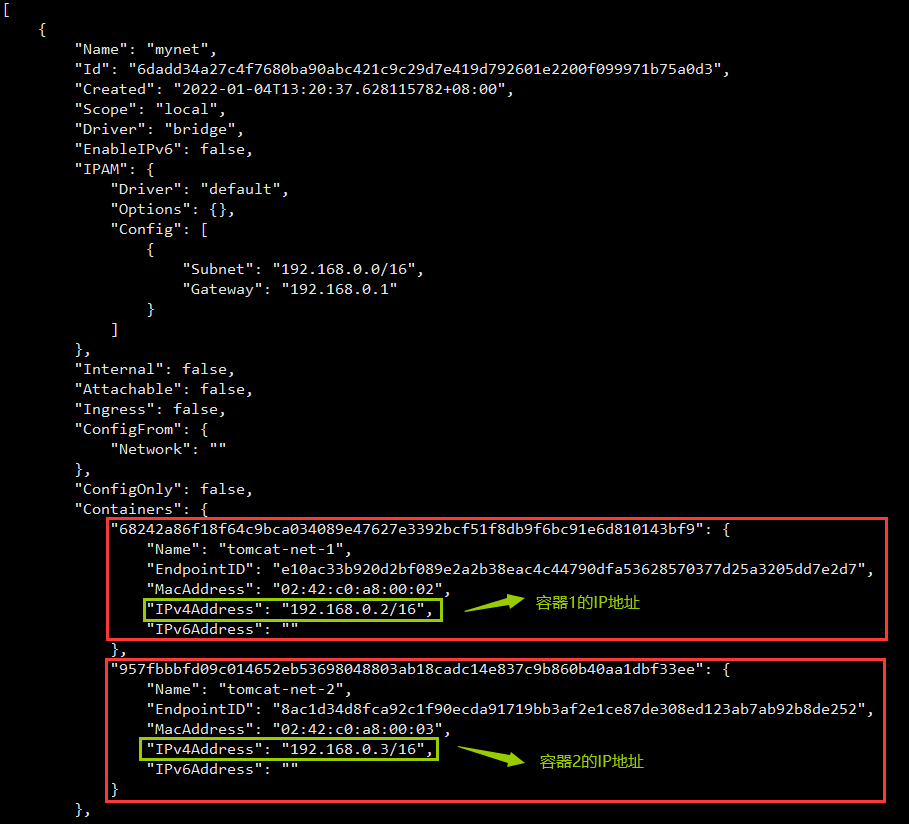 [
    {
        "Name": "mynet",
        "Id": "6dadd34a27c4f7680ba90abc421c9c29d7e419d792601e2200f099971b75a0d3",
        "Created": "2022-01-04T13:20:37.628115782+08:00",
        "Scope": "local",
        "Driver": "bridge",
        "EnableIPv6": false,
        "IPAM": {
            "Driver": "default",
            "Options": {},
            "Config": [
                {
                    "Subnet": "192.168.0.0/16",
                    "Gateway": "192.168.0.1"
                }
            ]
        },
        "Internal": false,
        "Attachable": false,
        "Ingress": false,
        "ConfigFrom": {
            "Network": ""
        },
        "ConfigOnly": false,
        "Containers": {
            "68242a86f18f64c9bca034089e47627e3392bcf51f8db9f6bc91e6d810143bf9": {
                "Name": "tomcat-net-1",
                "EndpointID": "e10ac33b920d2bf089e2a2b38eac4c44790dfa53628570377d25a3205dd7e2d7",
                "MacAddress": "02:42:c0:a8:00:02",
                "IPv4Address": "192.168.0.2/16", 容器1的IP地址
                "IPv6Address": ""
            },
            "957fbbbfd09c014652eb53698048803ab18cadc14e837c9b860b40aa1dbf33ee": {
                "Name": "tomcat-net-2",
                "EndpointID": "8ac1d34d8fca92c1f90ecda91719bb3af2e1ce87de308ed123ab7ab92b8de252",
                "MacAddress": "02:42:c0:a8:00:03",
                "IPv4Address": "192.168.0.3/16", 容器2的IP地址
                "IPv6Address": ""
            }
        },